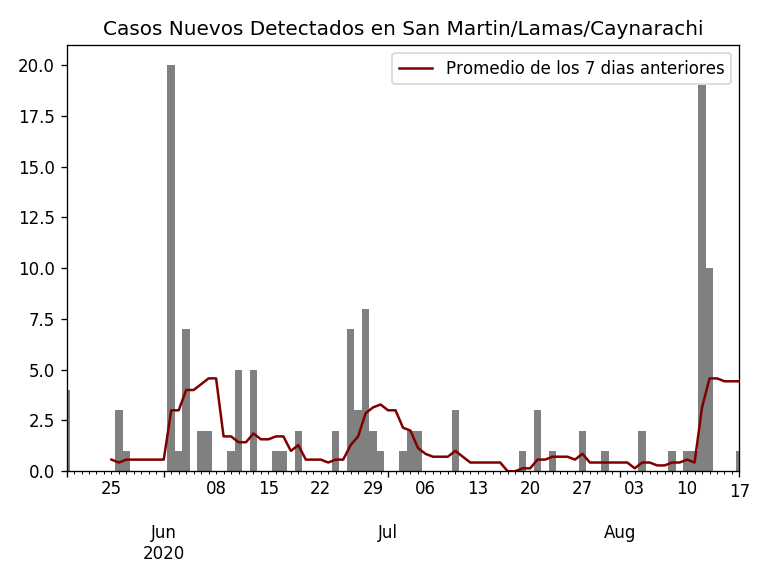 Casos Nuevos Detectados en San Martin/Lamas/Caynarachi
Promedio de los 7 dias anteriores
20.0
17.5
15.0
12.5
10.0
7.5
5.0
2.5
0.0
25 08 15 22 29 06 13 20 27 03 10 17
Jun Jul Aug
2020